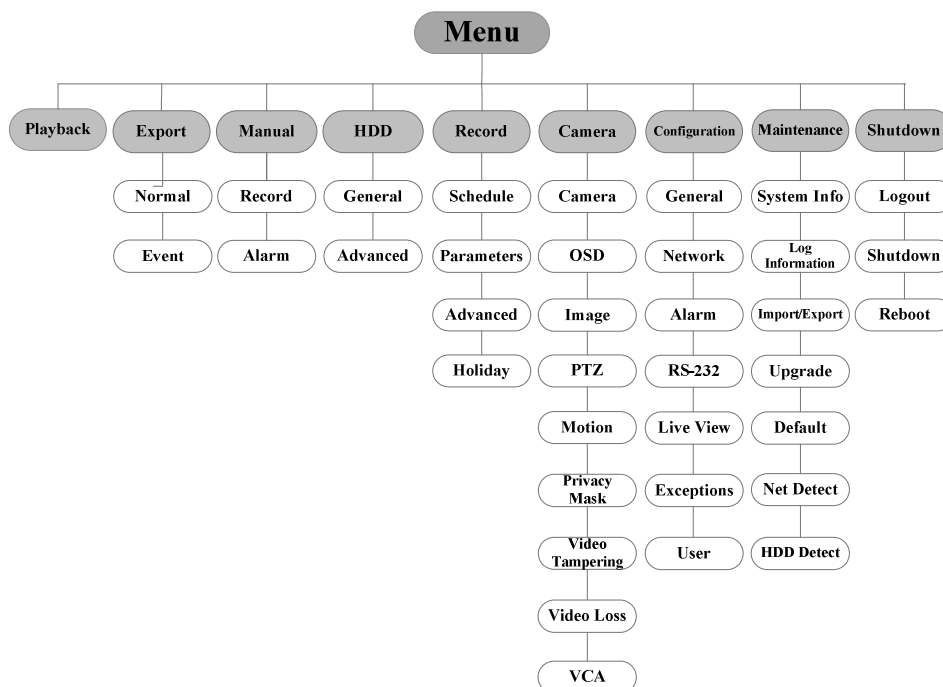 Menu
Playback
Export
Manual
HDD
Record
Camera
Configuration
Maintenance
Shutdown
Normal
Record
General
Schedule
Camera
General
System Info
Logout
Event
Alarm
Advanced
Parameters
OSD
Network
Log
Information
Shutdown
Advanced
Image
Alarm
Import/Export
Reboot
Holiday
PTZ
RS-232
Upgrade
Motion
Live View
Default
Privacy
Mask
Exceptions
Net Detect
Video
Tampering
User
HDD Detect
Video Loss
VCA